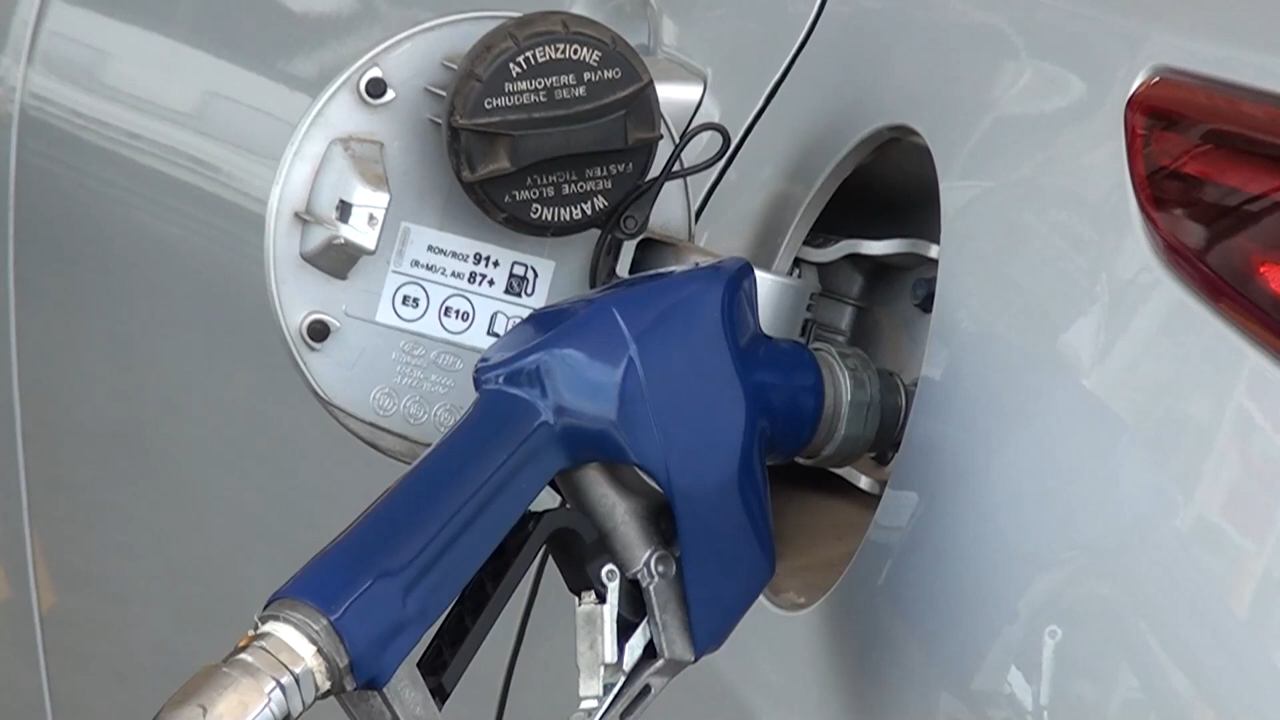 ATTENZIONE
RIMUOVERE PIANO
CHIUDERE BENE
WARNING
REMOVE SLOWLY
FASTEN TIGHTLY
RON/ROZ 91+
(R+M)/2, AKI 87+
E5 E10